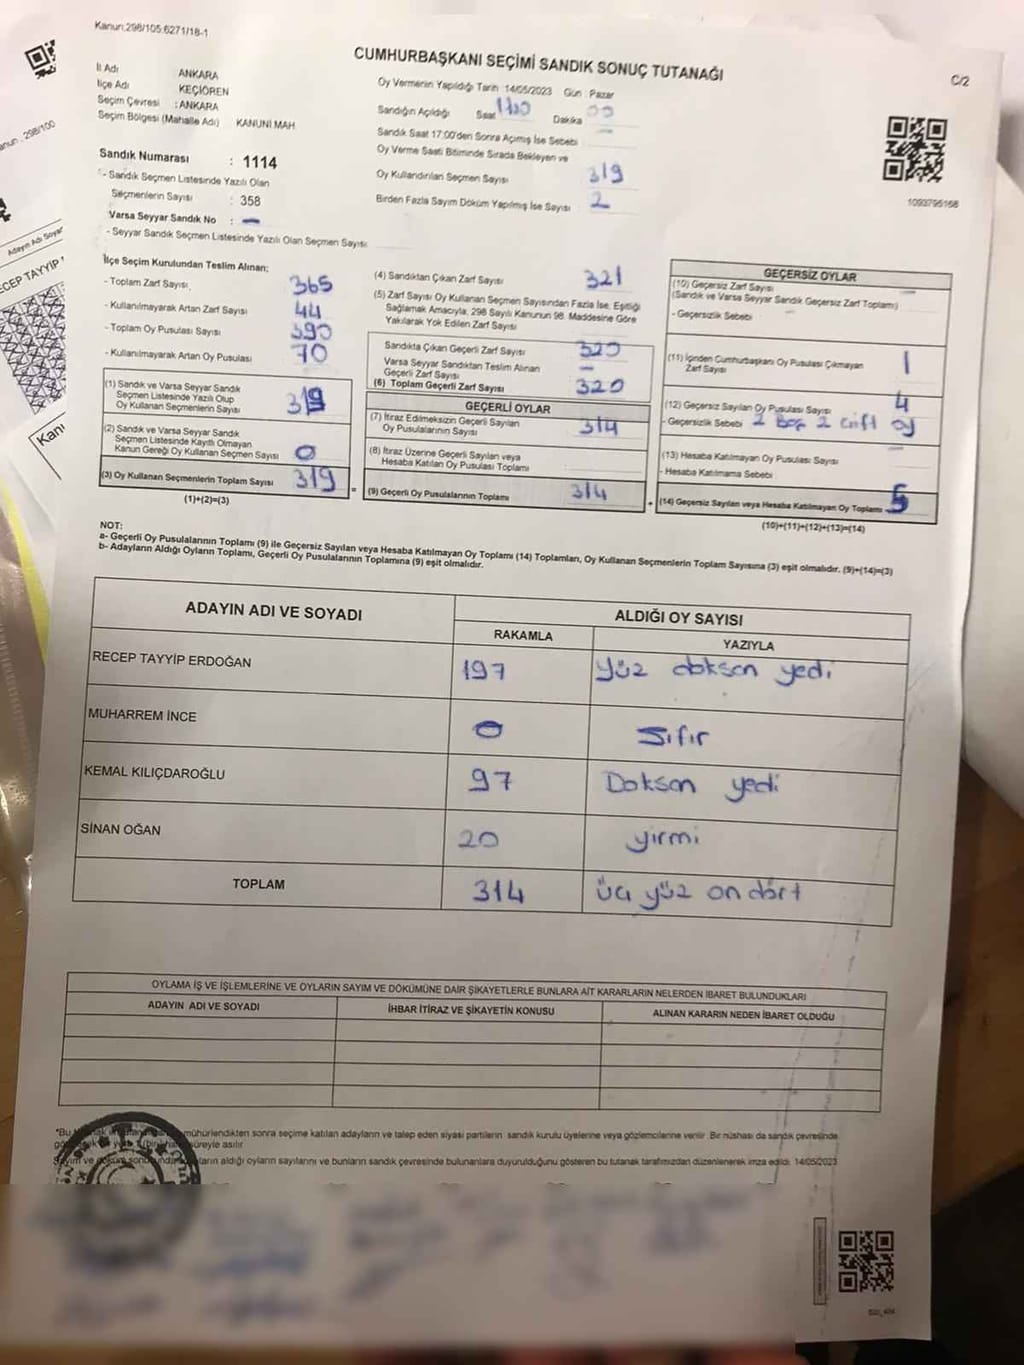 Kanun:298/105:6271/18-1
CUMHURBAŞKANI SEÇİMİ SANDIK SONUÇ TUTANAĞI
C/2
İl Adı ANKARA
İlçe Adı KEÇİÖREN
Seçim Çevresi : ANKARA
Seçim Bölgesi (Mahalle Adı) KANUNİ MAH
Sandık Numarası : 1114
- Sandık Seçmen Listesinde Yazılı Olan
Seçmenlerin Sayısı : 358
Varsa Seyyar Sandık No : -
- Seyyar Sandık Seçmen Listesinde Yazılı Olan Seçmen Sayısı:
Oy Vermenin Yapıldığı Tarih 14/05/2023 Gün : Pazar
Sandığın Açıldığı Saat Dakika 00
Sandık Saat 17:00'den Sonra Açımış İse Sebebi -
Oy Verme Saati Bitiminde Sırada Bekleyen ve
Oy Kullandırılan Seçmen Sayısı 319
Birden Fazla Sayım Döküm Yapılmış İse Sayısı 2
1093795168
İlçe Seçim Kurulundan Teslim Alınan;
- Toplam Zarf Sayısı 365
- Kullanılmayarak Artan Zarf Sayısı 44
- Toplam Oy Pusulası Sayısı 390
- Kullanılmayarak Artan Oy Pusulası 70
(1) Sandık ve Varsa Seyyar Sandık
Seçmen Listesinde Yazılı Olup
Oy Kullanan Seçmenlerin Sayısı 319
(2) Sandık ve Varsa Seyyar Sandık
Seçmen Listesinde Kayıtlı Olmayan
Kanun Gereği Oy Kullanan Seçmen Sayısı 0
(3) Oy Kullanan Seçmenlerin Toplam Sayısı 319
(1)+(2)=(3)
=
(4) Sandıktan Çıkan Zarf Sayısı 321
(5) Zarf Sayısı Oy Kullanan Seçmen Sayısından Fazla İse, Eşitliği
Sağlamak Amacıyla, 298 Sayılı Kanunun 98. Maddesine Göre
Yakılarak Yok Edilen Zarf Sayısı
Sandıkta Çıkan Geçerli Zarf Sayısı 320
Varsa Seyyar Sandıktan Teslim Alınan
Geçerli Zarf Sayısı -
(6) Toplam Geçerli Zarf Sayısı 320
GEÇERLİ OYLAR
(7) İtiraz Edilmeksizin Geçerli Sayılan
Oy Pusulalarının Sayısı 314
(8) İtiraz Üzerine Geçerli Sayılan veya
Hesaba Katılan Oy Pusulası Toplamı
(9) Geçerli Oy Pusulalarının Toplamı 314
+
GEÇERSİZ OYLAR
(10) Geçersiz Zarf Sayısı
(Sandık ve Varsa Seyyar Sandık Geçersiz Zarf Toplamı)
- Geçersizlik Sebebi
(11) İçinden Cumhurbaşkanı Oy Pusulası Çıkmayan
Zarf Sayısı 1
(12) Geçersiz Sayılan Oy Pusulası Sayısı 4
- Geçersizlik Sebebi 2 Boş 2 Çift oy
(13) Hesaba Katılmayan Oy Pusulası Sayısı -
- Hesaba Katılmama Sebebi
(14) Geçersiz Sayılan veya Hesaba Katılmayan Oy Toplamı 5
(10)+(11)+(12)+(13)=(14)
NOT:
a- Geçerli Oy Pusulalarının Toplamı (9) ile Geçersiz Sayılan veya Hesaba Katılmayan Oy Toplamı (14) Toplamları, Oy Kullanan Seçmenlerin Toplam Sayısına (3) eşit olmalıdır. (9)+(14)=(3)
b- Adayların Aldığı Oyların Toplamı, Geçerli Oy Pusulalarının Toplamına (9) eşit olmalıdır.
ADAYIN ADI VE SOYADI ALDIĞI OY SAYISI
RAKAMLA YAZIYLA
RECEP TAYYİP ERDOĞAN 197 yüz doksan yedi
MUHARREM İNCE 0 Sıfır
KEMAL KILIÇDAROĞLU 97 Doksan yedi
SİNAN OĞAN 20 yirmi
TOPLAM 314 üç yüz on dört
OYLAMA İŞ VE İŞLEMLERİNE VE OYLARIN SAYIM VE DÖKÜMÜNE DAİR ŞİKAYETLERLE BUNLARA AİT KARARLARIN NELERDEN İBARET BULUNDUKLARI
ADAYIN ADI VE SOYADI İHBAR İTİRAZ VE ŞİKAYETİN KONUSU ALINAN KARARIN NEDEN İBARET OLDUĞU
*Bu mühürlendikten sonra seçime katılan adayların ve talep eden siyasi partilerin sandık kurulu üyelerine veya gözlemcilerine verilir. Bir nüshası da sandık çevresinde
süreyle asılır
Sayım ve döküm sonunda adayların aldığı oyların sayılarını ve bunların sandık çevresinde bulunanlara duyurulduğunu gösteren bu tutanak tarafımızdan düzenlenerek imza edildi. 14/05/2023